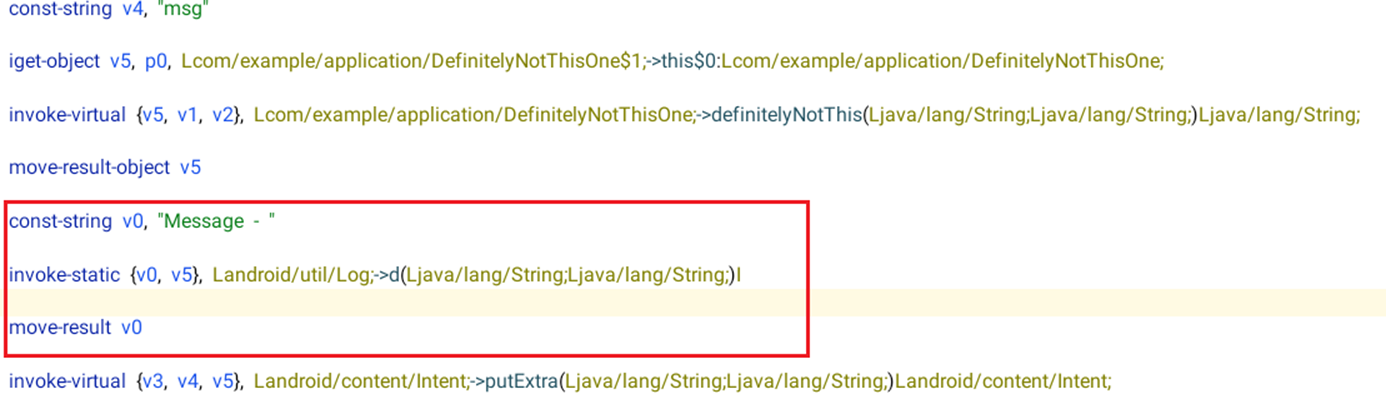 const-string v4, "msg"
iget-object v5, p0, Lcom/example/application/DefinitelyNotThisOne$1;->this$0:Lcom/example/application/DefinitelyNotThisOne;
invoke-virtual {v5, v1, v2}, Lcom/example/application/DefinitelyNotThisOne;->definitelyNotThis(Ljava/lang/String;Ljava/lang/String;)Ljava/lang/String;
move-result-object v5
const-string v0, "Message - "
invoke-static {v0, v5}, Landroid/util/Log;->d(Ljava/lang/String;Ljava/lang/String;)I
move-result v0
invoke-virtual {v3, v4, v5}, Landroid/content/Intent;->putExtra(Ljava/lang/String;Ljava/lang/String;)Landroid/content/Intent;